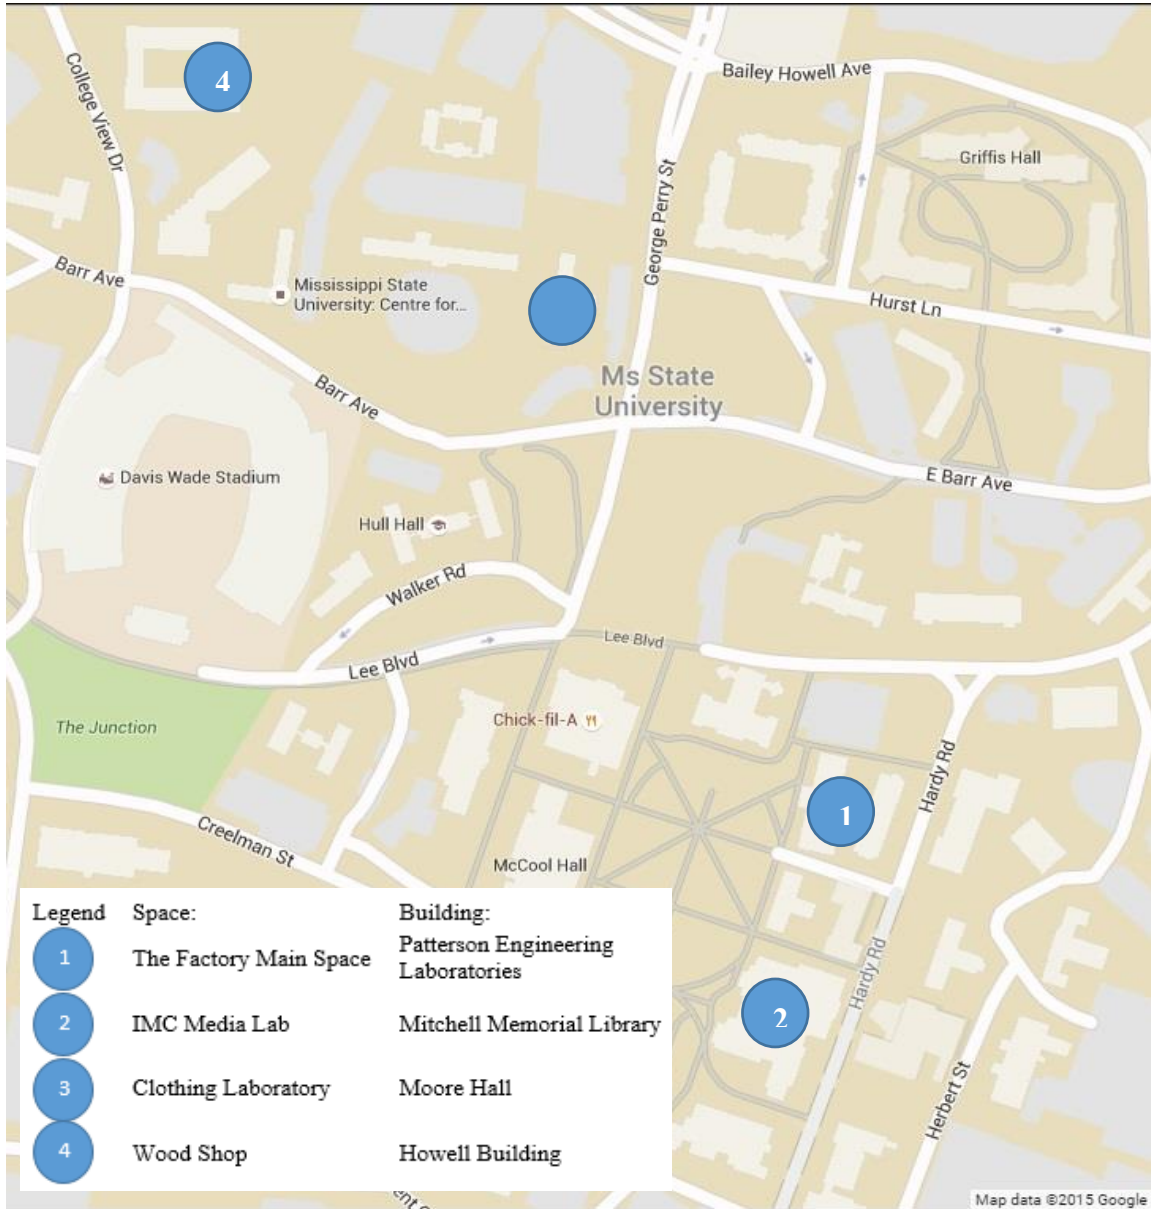 4
College View Dr
Bailey Howell Ave
Griffis Hall
George Perry St
Barr Ave
Mississippi State
University: Centre for...
Hurst Ln
Barr Ave
Ms State
University
Davis Wade Stadium
E Barr Ave
Hull Hall
Walker Rd
Lee Blvd
Lee Blvd
Chick-fil-A
The Junction
Hardy Rd
1
Creelman St
McCool Hall
Hardy Rd
2
Herbert St
Legend Space: Building:
1 The Factory Main Space Patterson Engineering
Laboratories
2 IMC Media Lab Mitchell Memorial Library
3 Clothing Laboratory Moore Hall
4 Wood Shop Howell Building
Map data ©2015 Google